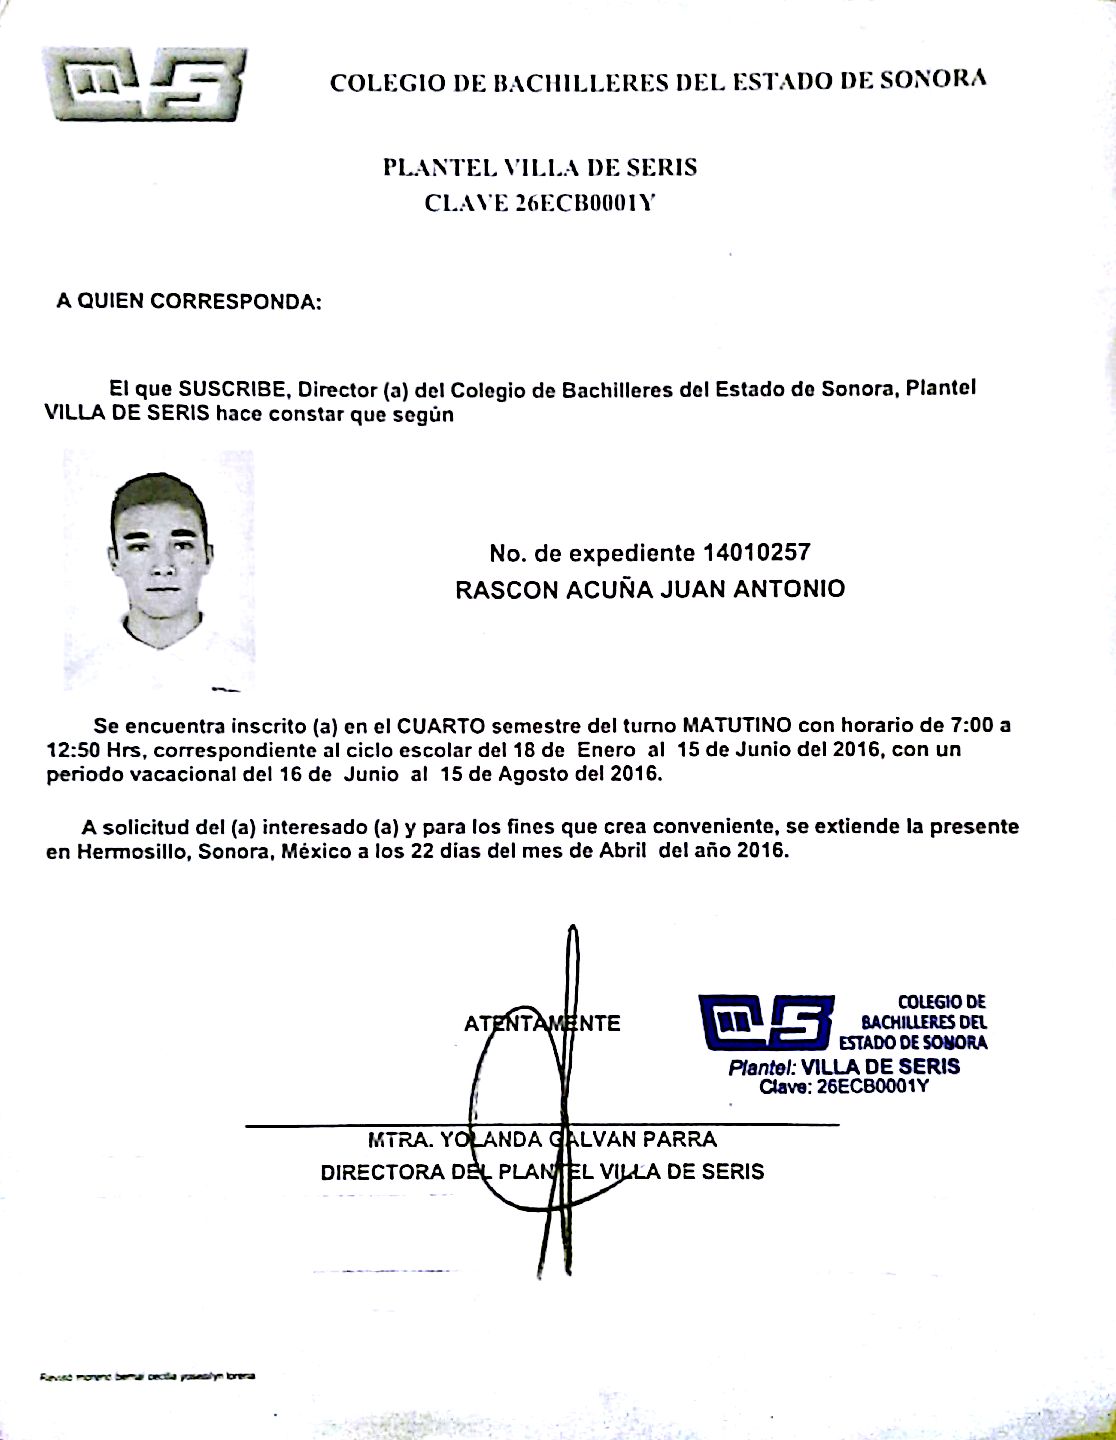 COLEGIO DE BACHILLERES DEL ESTADO DE SONORA
PLANTEL VILLA DE SERIS
CLAVE 26ECB0001Y
A QUIEN CORRESPONDA:
El que SUSCRIBE, Director (a) del Colegio de Bachilleres del Estado de Sonora, Plantel
VILLA DE SERIS hace constar que según
No. de expediente 14010257
RASCON ACUÑA JUAN ANTONIO
Se encuentra inscrito (a) en el CUARTO semestre del turno MATUTINO con horario de 7:00 a
12:50 Hrs, correspondiente al ciclo escolar del 18 de Enero al 15 de Junio del 2016, con un
periodo vacacional del 16 de Junio al 15 de Agosto del 2016.
A solicitud del (a) interesado (a) y para los fines que crea conveniente, se extiende la presente
en Hermosillo, Sonora, México a los 22 días del mes de Abril del año 2016.
ATENTAMENTE
COLEGIO DE
BACHILLERES DEL
ESTADO DE SONORA
Plantel: VILLA DE SERIS
Clave: 26ECB0001Y
MTRA. YOLANDA GALVAN PARRA
DIRECTORA DEL PLANTEL VILLA DE SERIS
Revisó moreno bernal cecilia lorena